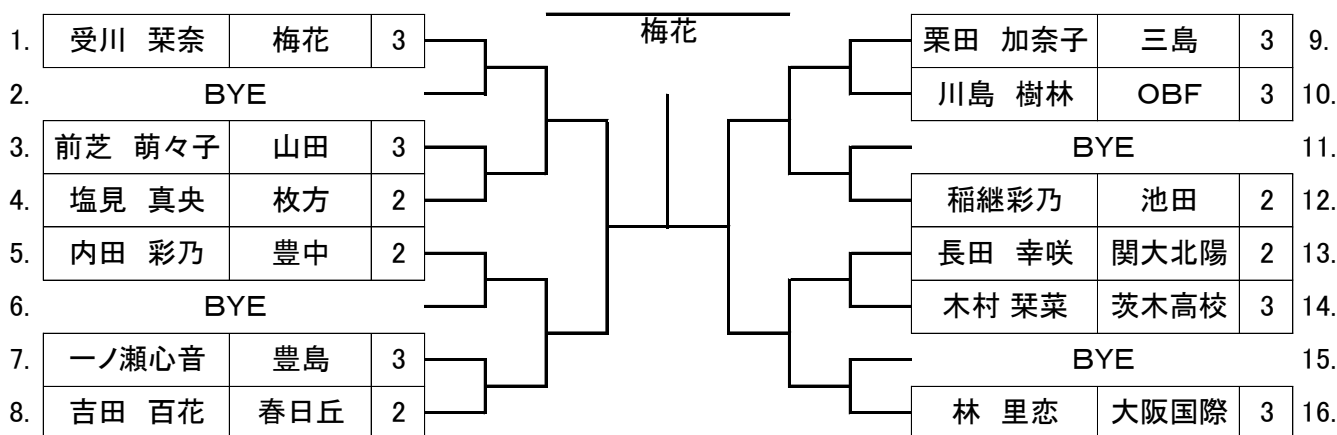 梅花
1. 受川 栞奈 梅花 3
2. BYE
3. 前芝 萌々子 山田 3
4. 塩見 真央 枚方 2
5. 内田 彩乃 豊中 2
6. BYE
7. 一ノ瀬心音 豊島 3
8. 吉田 百花 春日丘 2
栗田 加奈子 三島 3 9.
川島 樹林 OBF 3 10.
BYE 11.
稲継彩乃 池田 2 12.
長田 幸咲 関大北陽 2 13.
木村 栞菜 茨木高校 3 14.
BYE 15.
林 里恋 大阪国際 3 16.